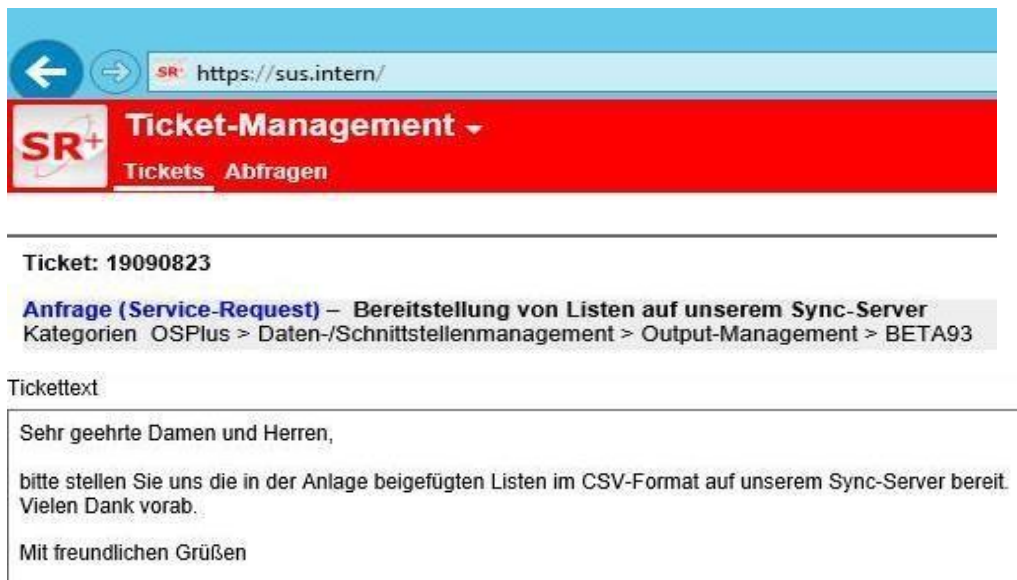 SR+ https://sus.intern/
SR+ Ticket-Management
Tickets Abfragen
Ticket: 19090823
Anfrage (Service-Request) – Bereitstellung von Listen auf unserem Sync-Server
Kategorien OSPlus > Daten-/Schnittstellenmanagement > Output-Management > BETA93
Tickettext
Sehr geehrte Damen und Herren,
bitte stellen Sie uns die in der Anlage beigefügten Listen im CSV-Format auf unserem Sync-Server bereit.
Vielen Dank vorab.
Mit freundlichen Grüßen